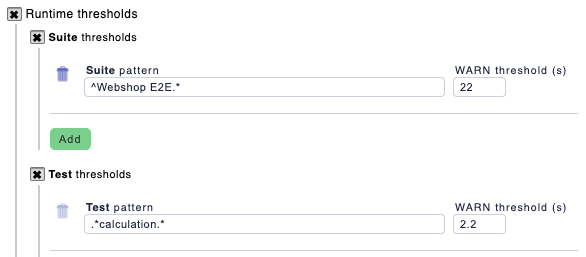 Runtime thresholds
Suite thresholds
Suite pattern WARN threshold (s)
^Webshop E2E.* 22
Add
Test thresholds
Test pattern WARN threshold (s)
.*calculation.* 2.2